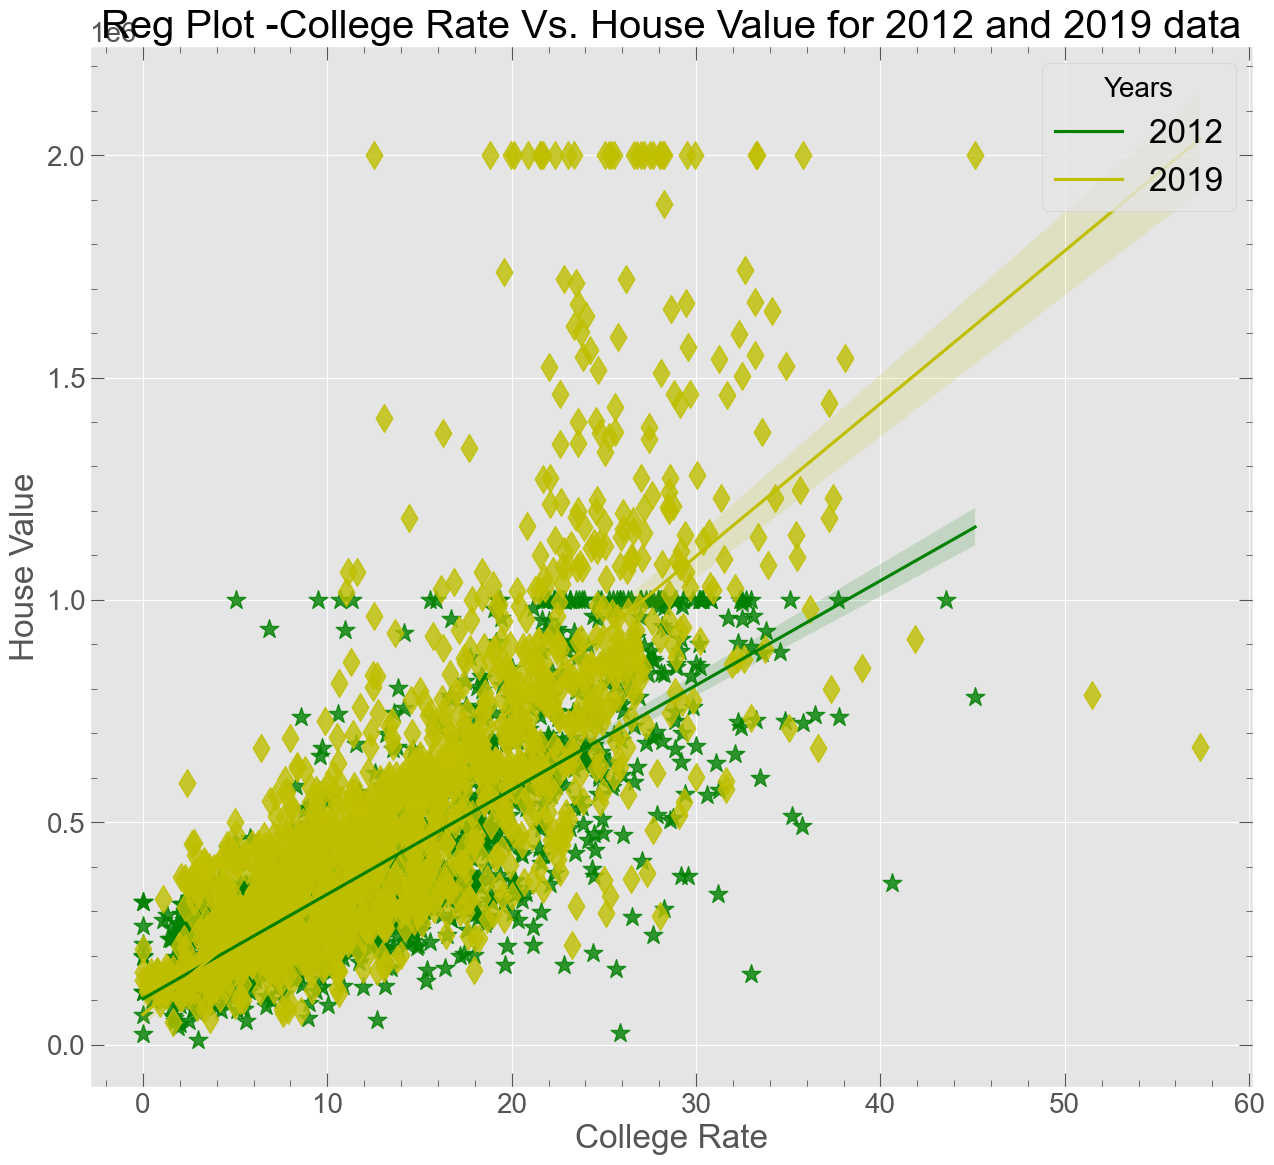 Reg Plot -College Rate Vs. House Value for 2012 and 2019 data
1e6
Years
2012
2019
2.0
1.5
1.0
0.5
0.0
House Value
0 10 20 30 40 50 60
College Rate